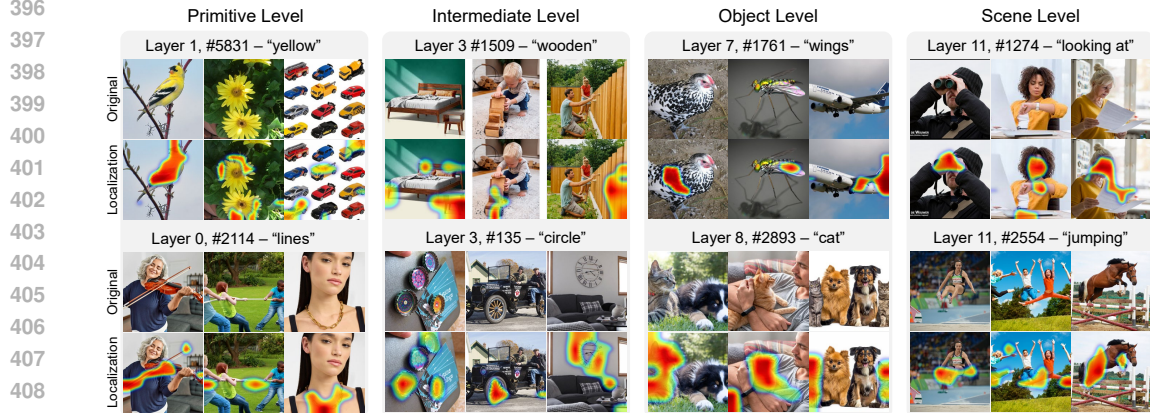 396
397
398
399
400
401
402
403
404
405
406
407
408
Primitive Level
Intermediate Level
Object Level
Scene Level
Layer 1, #5831 – “yellow”
Layer 3 #1509 – “wooden”
Layer 7, #1761 – “wings”
Layer 11, #1274 – “looking at”
Original
Localization
Layer 0, #2114 – “lines”
Layer 3, #135 – “circle”
Layer 8, #2893 – “cat”
Layer 11, #2554 – “jumping”
Original
Localization